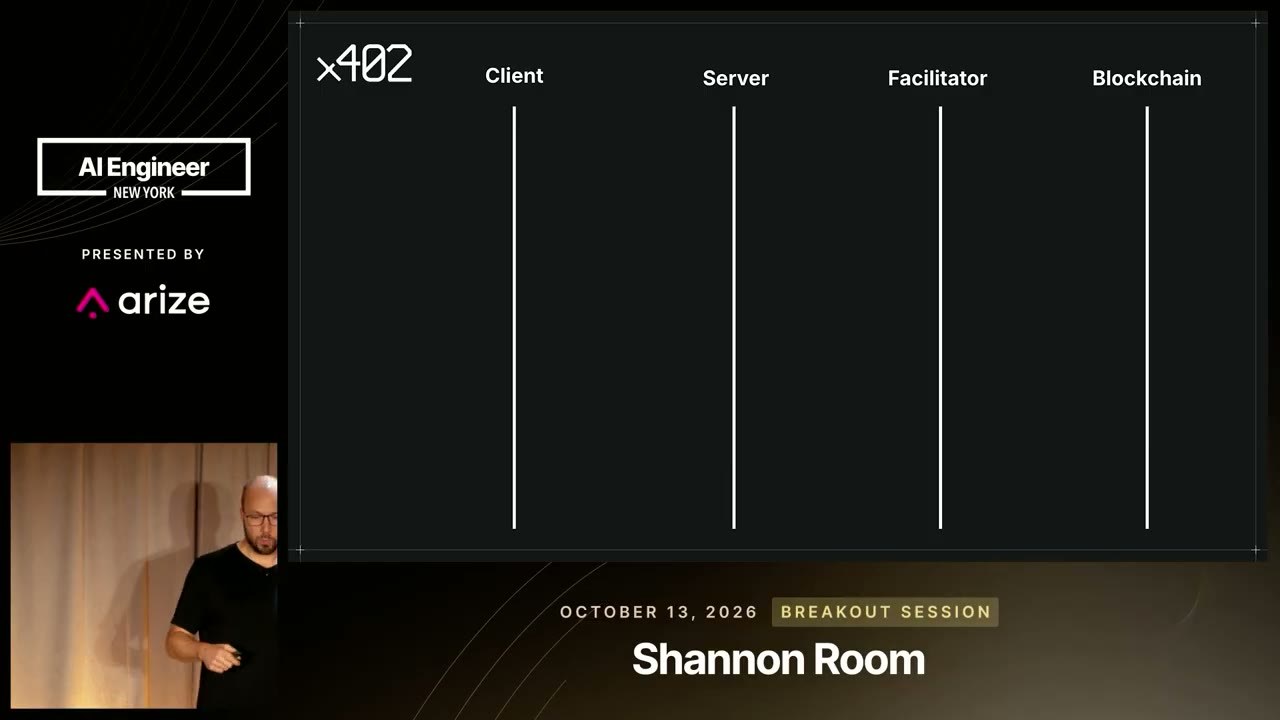 x402
Client
Server
Facilitator
Blockchain
AI Engineer
NEW YORK
PRESENTED BY
arize
OCTOBER 13, 2026
BREAKOUT SESSION
Shannon Room